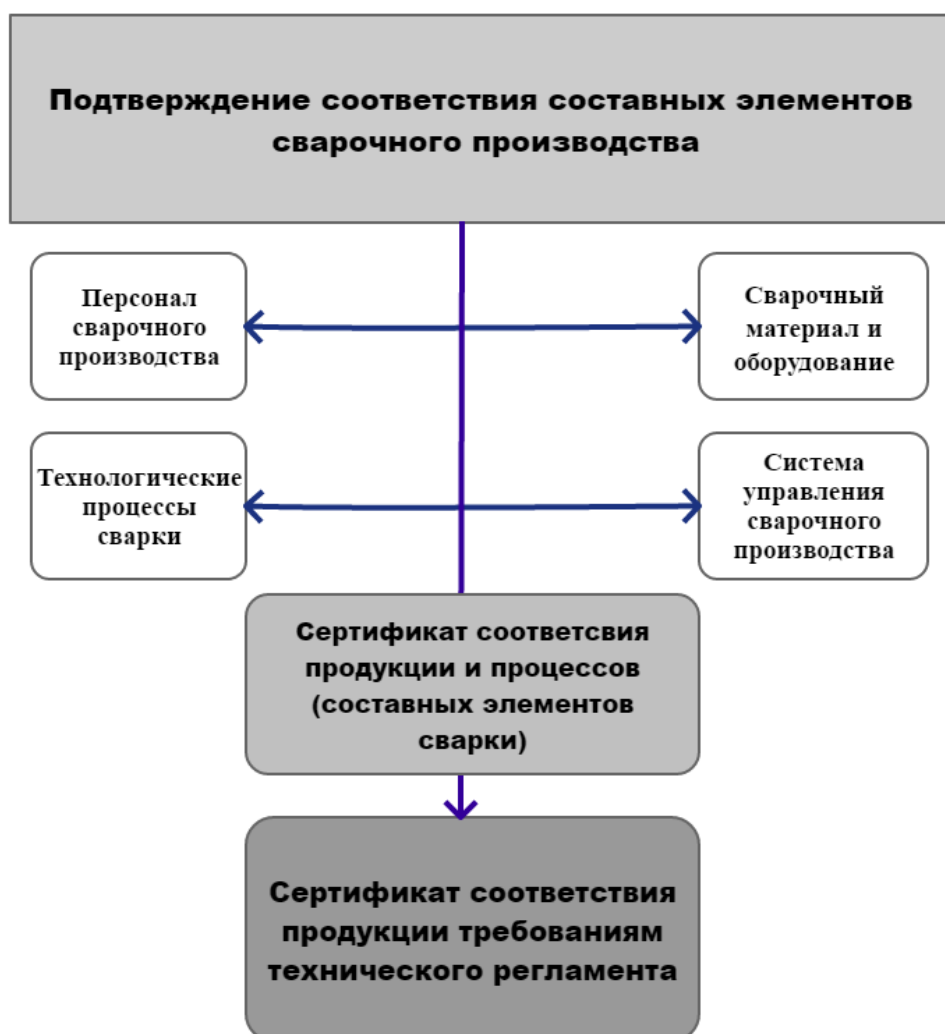 Подтверждение соответствия составных элементов
сварочного производства
Персонал
сварочного
производства
Сварочный
материал и
оборудование
Технологические
процессы
сварки
Система
управления
сварочного
производства
Сертификат соответсвия
продукции и процессов
(составных элементов
сварки)
Сертификат соответствия
продукции требованиям
технического регламента